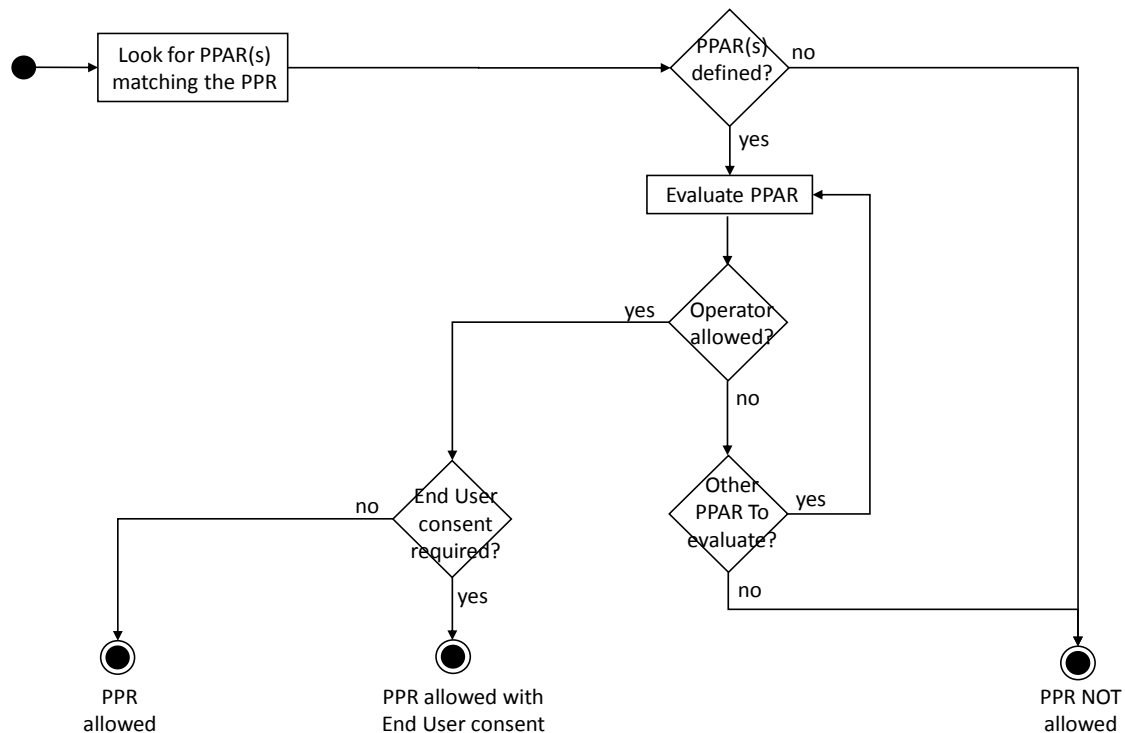 Look for PPAR(s)
matching the PPR
PPAR(s)
defined?
no
yes
Evaluate PPAR
yes
Operator
allowed?
no
Other
PPAR To
evaluate?
yes
no
End User
consent
required?
no
yes
PPR
allowed
PPR allowed with
End User consent
PPR NOT
allowed